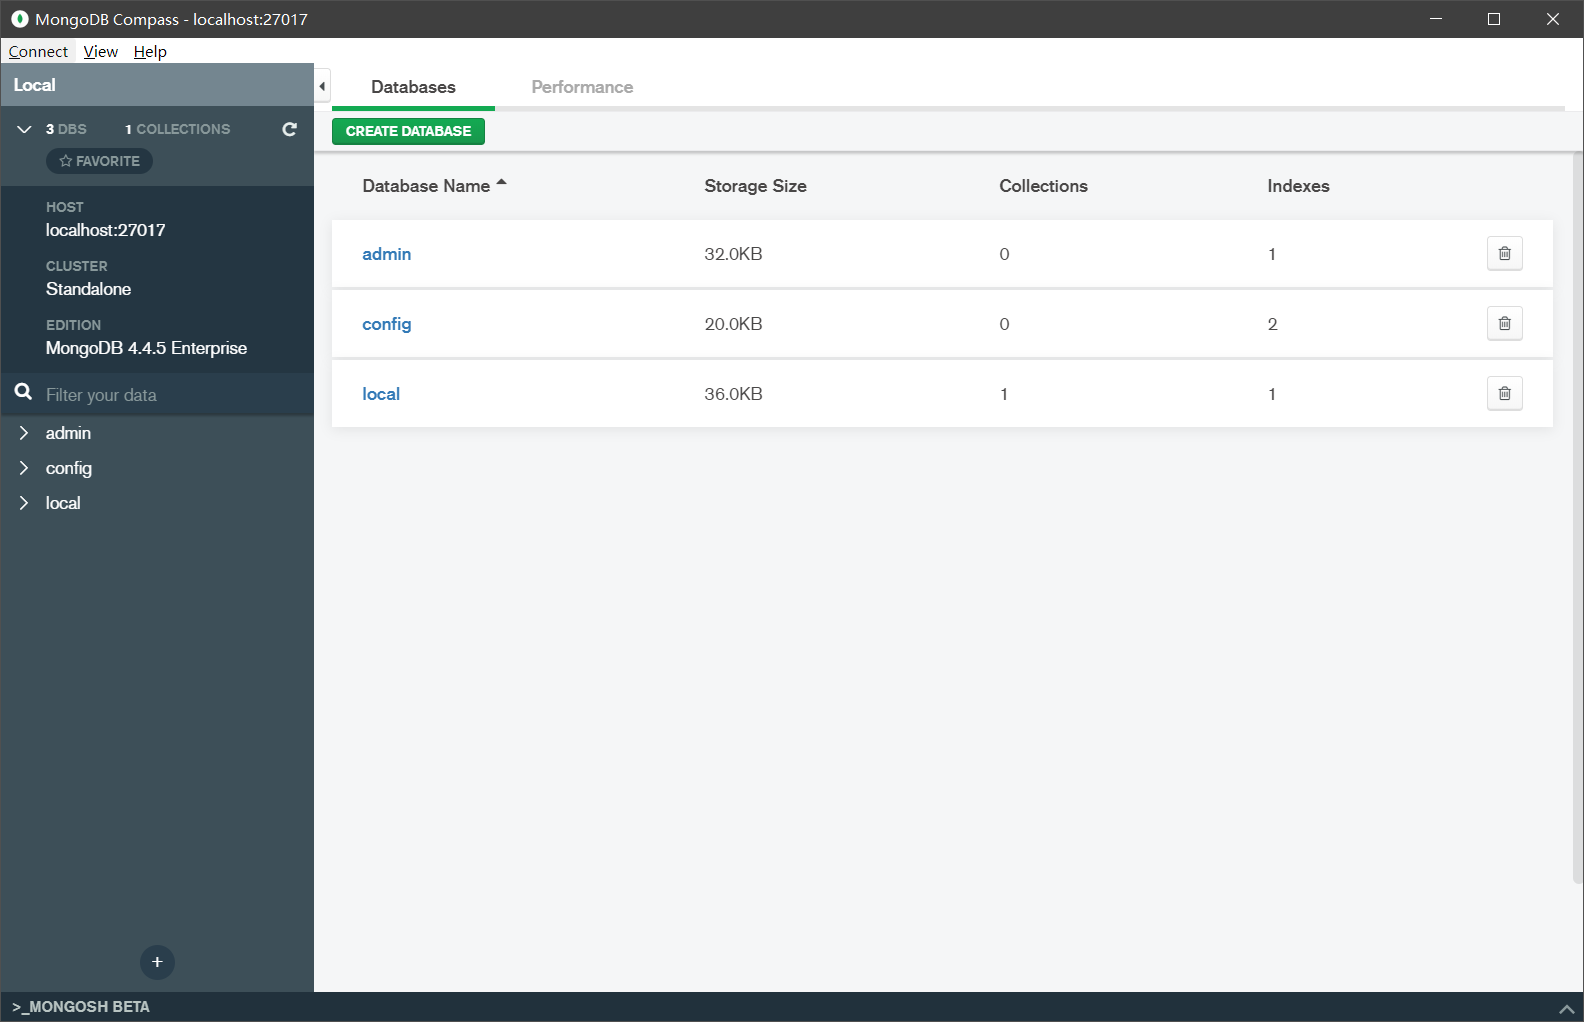 MongoDB Compass - localhost:27017
Connect View Help
Local
3 DBS 1 COLLECTIONS
FAVORITE
HOST
localhost:27017
CLUSTER
Standalone
EDITION
MongoDB 4.4.5 Enterprise
Filter your data
admin
config
local
Databases Performance
CREATE DATABASE
Database Name Storage Size Collections Indexes
admin 32.0KB 0 1
config 20.0KB 0 2
local 36.0KB 1 1
+
>_MONGOSH BETA